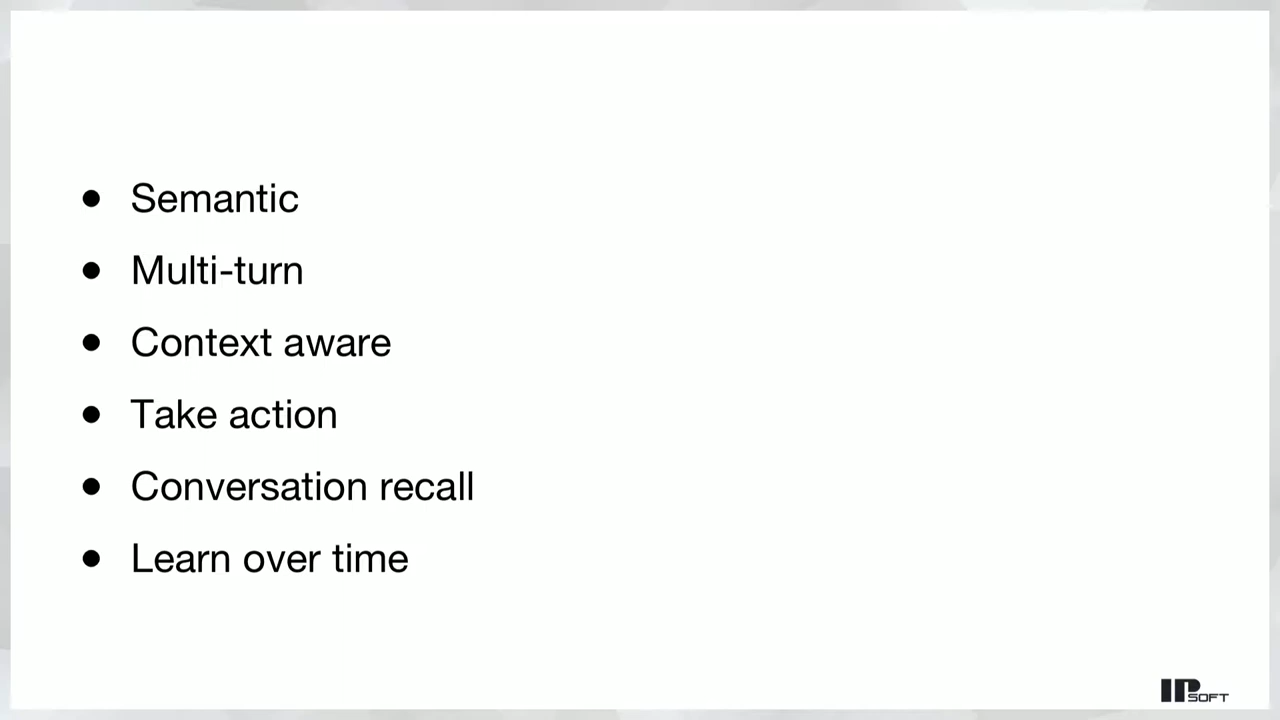 ● Semantic
● Multi-turn
● Context aware
● Take action
● Conversation recall
● Learn over time
IPSOFT